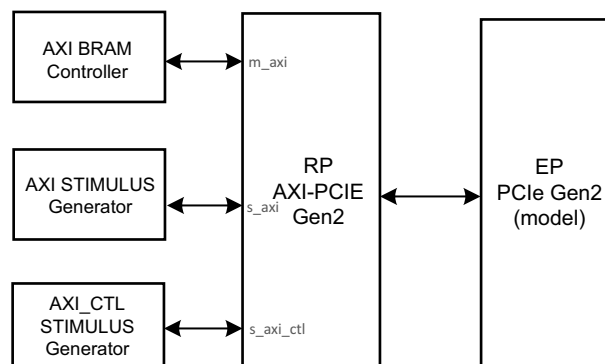 AXI BRAM
Controller
m_axi
AXI STIMULUS
Generator
s_axi
AXI_CTL
STIMULUS
Generator
s_axi_ctl
RP
AXI-PCIE
Gen2
EP
PCIe Gen2
(model)